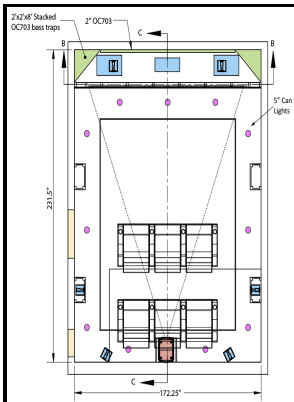 2'x2'x8' Stacked
OC703 bass traps
2" OC703
C
B
B
5" Can
Lights
231.5"
C
172.25"